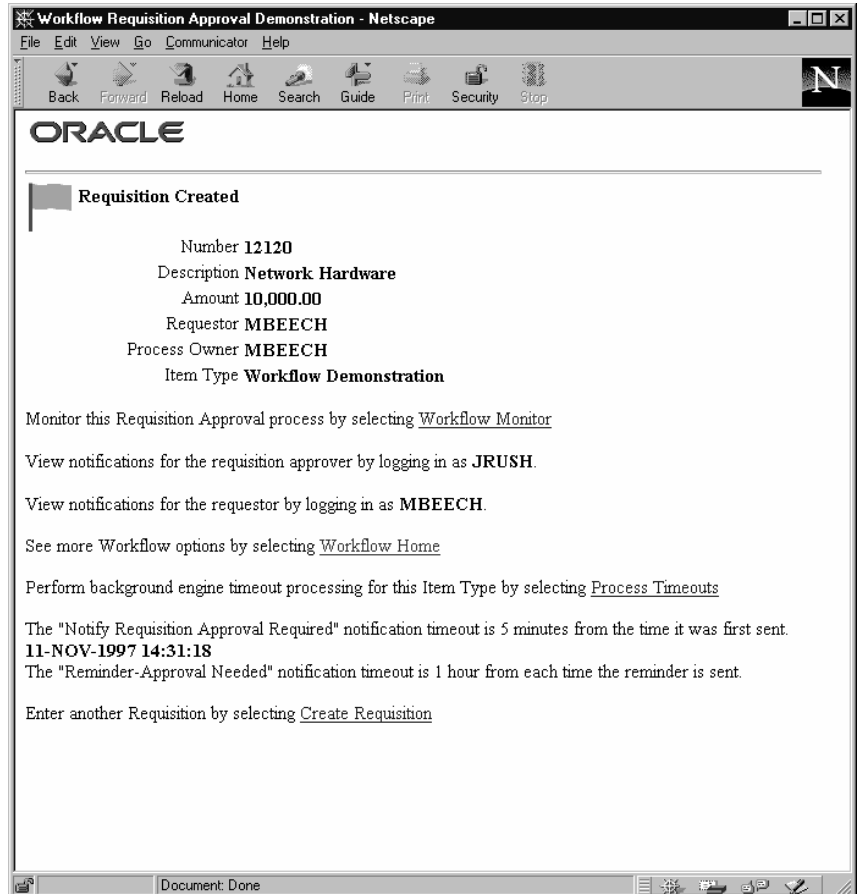 Workflow Requisition Approval Demonstration - Netscape
File Edit View Go Communicator Help
Back Forward Reload Home Search Guide Print Security Stop
N
ORACLE
Requisition Created
Number 12120
Description Network Hardware
Amount 10,000.00
Requestor MBEECH
Process Owner MBEECH
Item Type Workflow Demonstration
Monitor this Requisition Approval process by selecting Workflow Monitor
View notifications for the requisition approver by logging in as JRUSH.
View notifications for the requestor by logging in as MBEECH.
See more Workflow options by selecting Workflow Home
Perform background engine timeout processing for this Item Type by selecting Process Timeouts
The "Notify Requisition Approval Required" notification timeout is 5 minutes from the time it was first sent.
11-NOV-1997 14:31:18
The "Reminder-Approval Needed" notification timeout is 1 hour from each time the reminder is sent.
Enter another Requisition by selecting Create Requisition
Document: Done